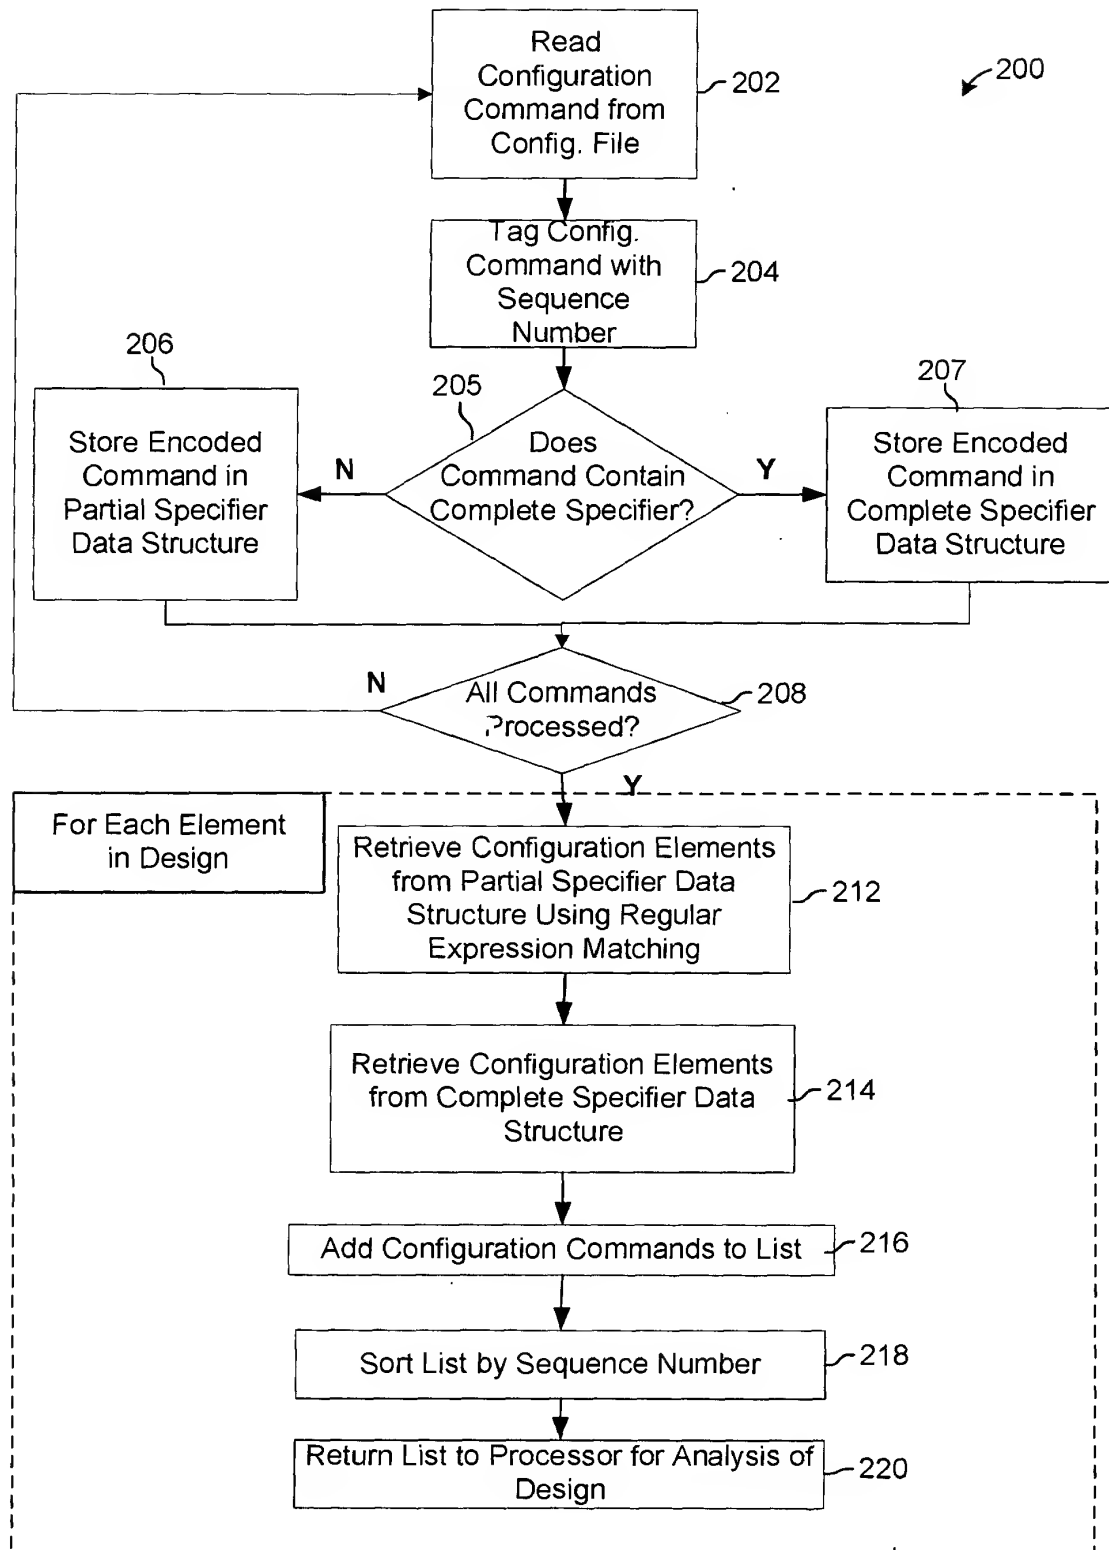 Read
Configuration
Command from
Config. File
202
200
Tag Config.
Command with
Sequence
Number
204
206
205
207
Store Encoded
Command in
Partial Specifier
Data Structure
N
Does
Command Contain
Complete Specifier?
Y
Store Encoded
Command in
Complete Specifier
Data Structure
N
All Commands
Processed?
208
Y
For Each Element
in Design
Retrieve Configuration Elements
from Partial Specifier Data
Structure Using Regular
Expression Matching
212
Retrieve Configuration Elements
from Complete Specifier Data
Structure
214
Add Configuration Commands to List
216
Sort List by Sequence Number
218
Return List to Processor for Analysis of
Design
220